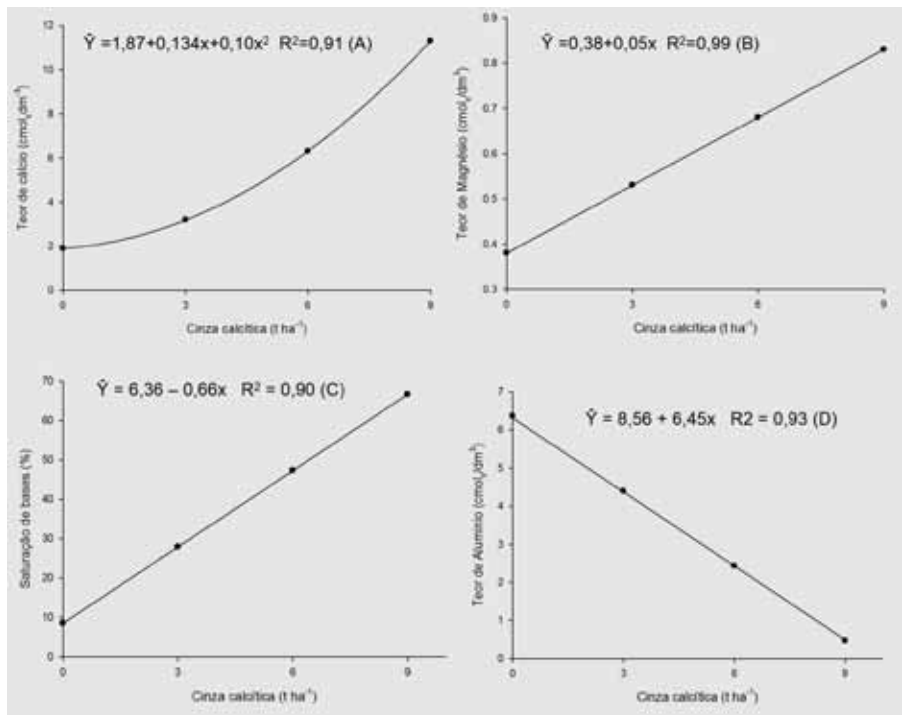 Ŷ =1,87+0,134x+0,10x² R²=0,91 (A)
Teor de cálcio (cmolcdm⁻³)
12
10
8
6
4
2
0
0 3 6 9
Cinza calcítica (t ha⁻¹)
Ŷ=0,38+0,05x R²=0,99 (B)
Teor de Magnésio (cmolc/dm³)
0.9
0.8
0.7
0.6
0.5
0.4
0.3
0 3 6 9
Cinza calcítica (t ha⁻¹)
Ŷ = 6,36 – 0,66x R² = 0,90 (C)
Saturação de bases (%)
70
60
50
40
30
20
10
0
0 3 6 9
Cinza calcítica (t ha⁻¹)
Ŷ = 8,56 + 6,45x R2 = 0,93 (D)
Teor de Alumínio (cmolc/dm³)
7
6
5
4
3
2
1
0
0 3 6 9
Cinza calcítica (t ha⁻¹)